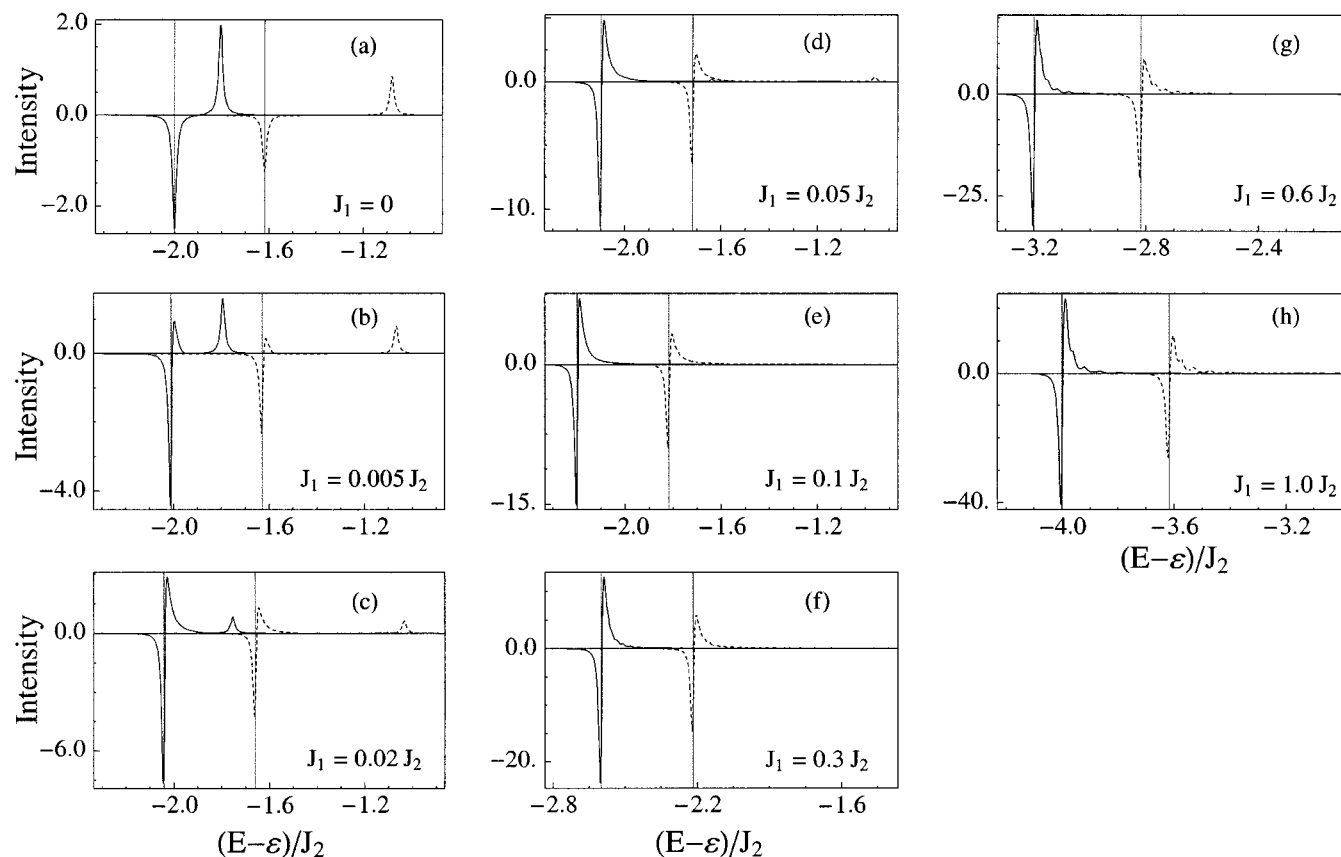 2.0
0.0
−2.0
Intensity
(a)
J1 = 0
−2.0 −1.6 −1.2
0.0
−4.0
Intensity
(b)
J1 = 0.005 J2
−2.0 −1.6 −1.2
0.0
−6.0
Intensity
(c)
J1 = 0.02 J2
−2.0 −1.6 −1.2
(E−ε)/J2
0.0
−10.
(d)
J1 = 0.05 J2
−2.0 −1.6 −1.2
0.0
−15.
(e)
J1 = 0.1 J2
−2.0 −1.6 −1.2
0.0
−20.
(f)
J1 = 0.3 J2
−2.8 −2.2 −1.6
(E−ε)/J2
0.0
−25.
(g)
J1 = 0.6 J2
−3.2 −2.8 −2.4
0.0
−40.
(h)
J1 = 1.0 J2
−4.0 −3.6 −3.2
(E−ε)/J2